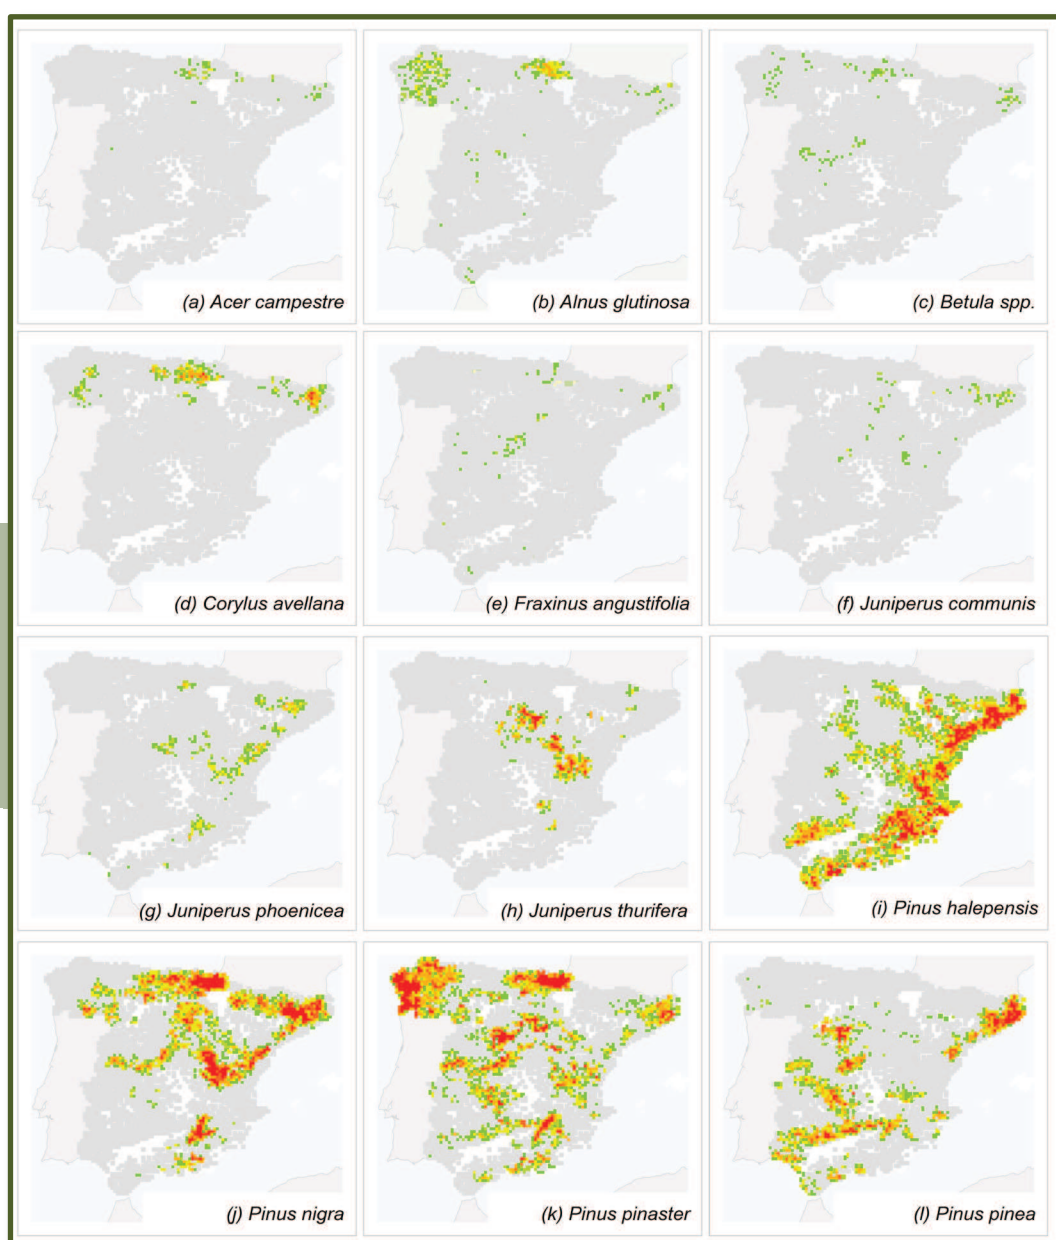 (a) Acer campestre
(b) Alnus glutinosa
(c) Betula spp.
(d) Corylus avellana
(e) Fraxinus angustifolia
(f) Juniperus communis
(g) Juniperus phoenicea
(h) Juniperus thurifera
(i) Pinus halepensis
(j) Pinus nigra
(k) Pinus pinaster
(l) Pinus pinea